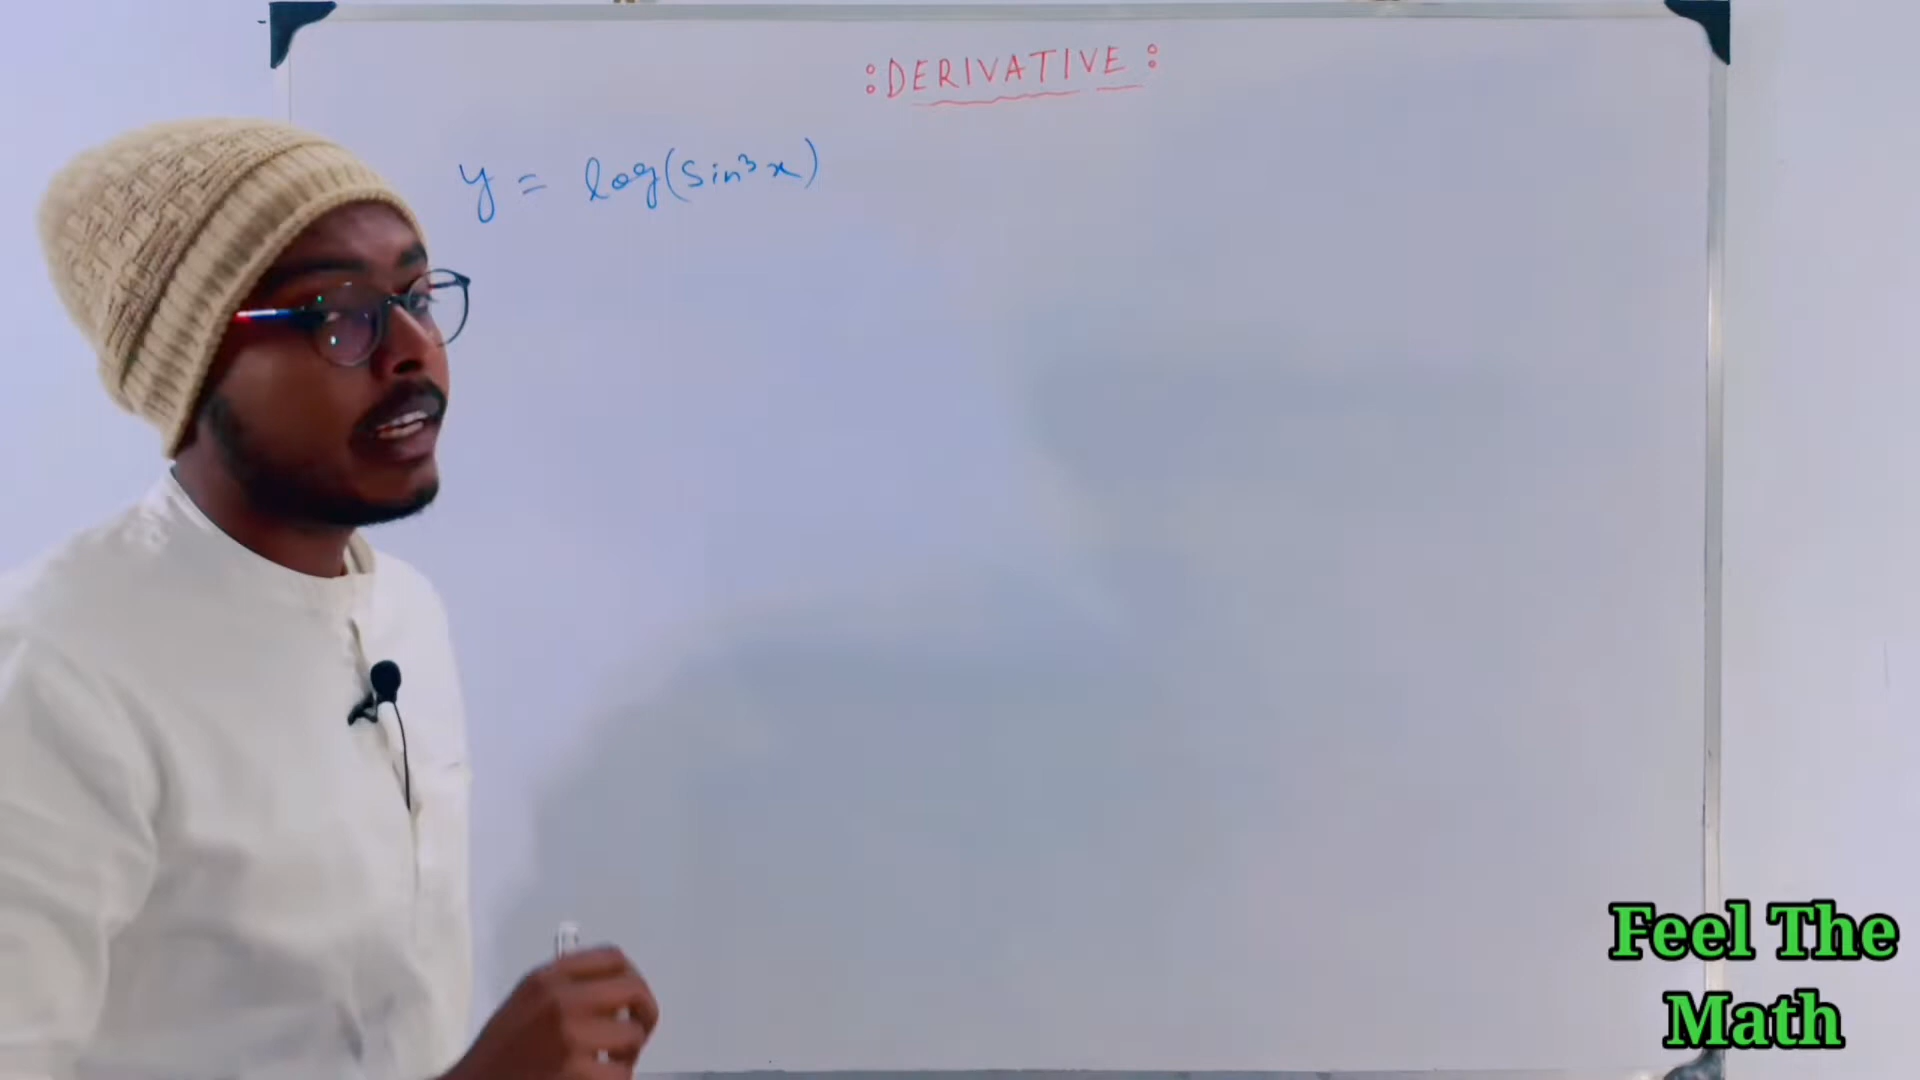 :DERIVATIVE:
y = log(sin³x)
Feel The
Math